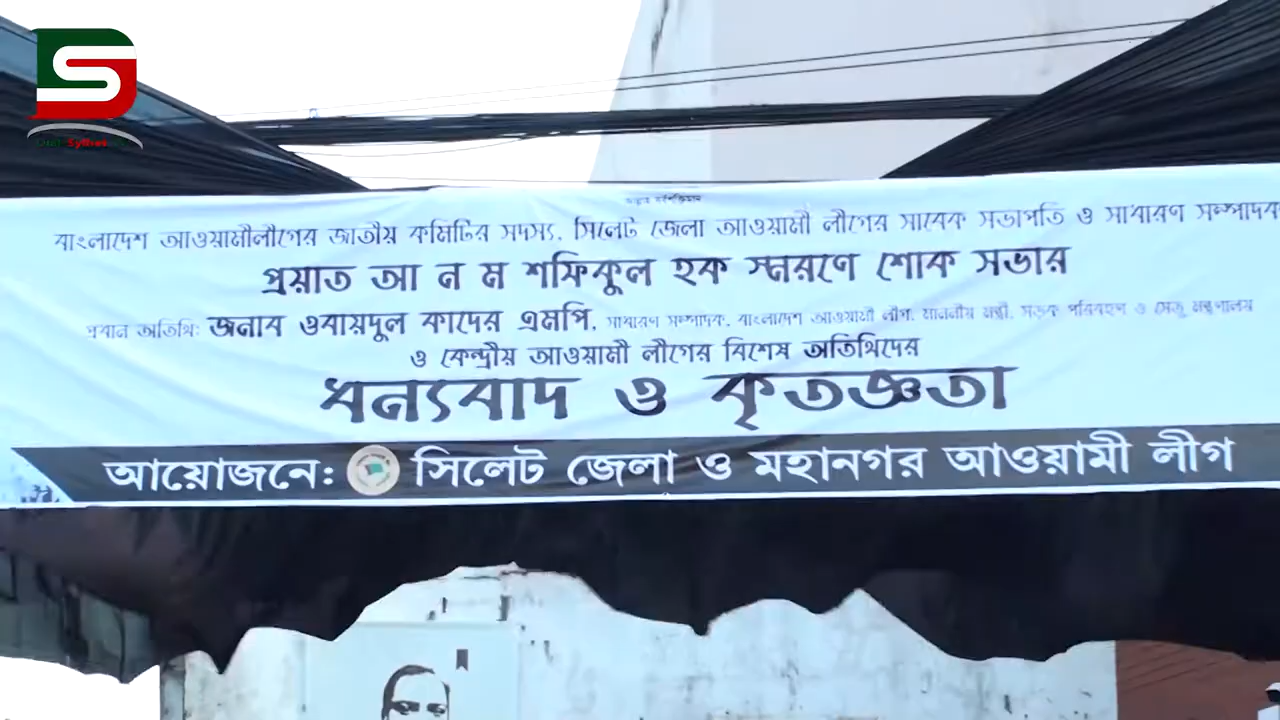 বাংলাদেশ আওয়ামীলীগের জাতীয় কমিটির সদস্য, সিলেট জেলা আওয়ামী লীগের সাবেক সভাপতি ও সাধারণ সম্পাদক
প্রয়াত আ ন ম শফিকুল হক স্মরণে শোক সভার
প্রধান অতিথি: জনাব ওবায়দুল কাদের এমপি, সাধারণ সম্পাদক, বাংলাদেশ আওয়ামী লীগ, মাননীয় মন্ত্রী, সড়ক পরিবহণ ও সেতু মন্ত্রণালয়
ও কেন্দ্রীয় আওয়ামী লীগের বিশেষ অতিথিদের
ধন্যবাদ ও কৃতজ্ঞতা
আয়োজনে: সিলেট জেলা ও মহানগর আওয়ামী লীগ